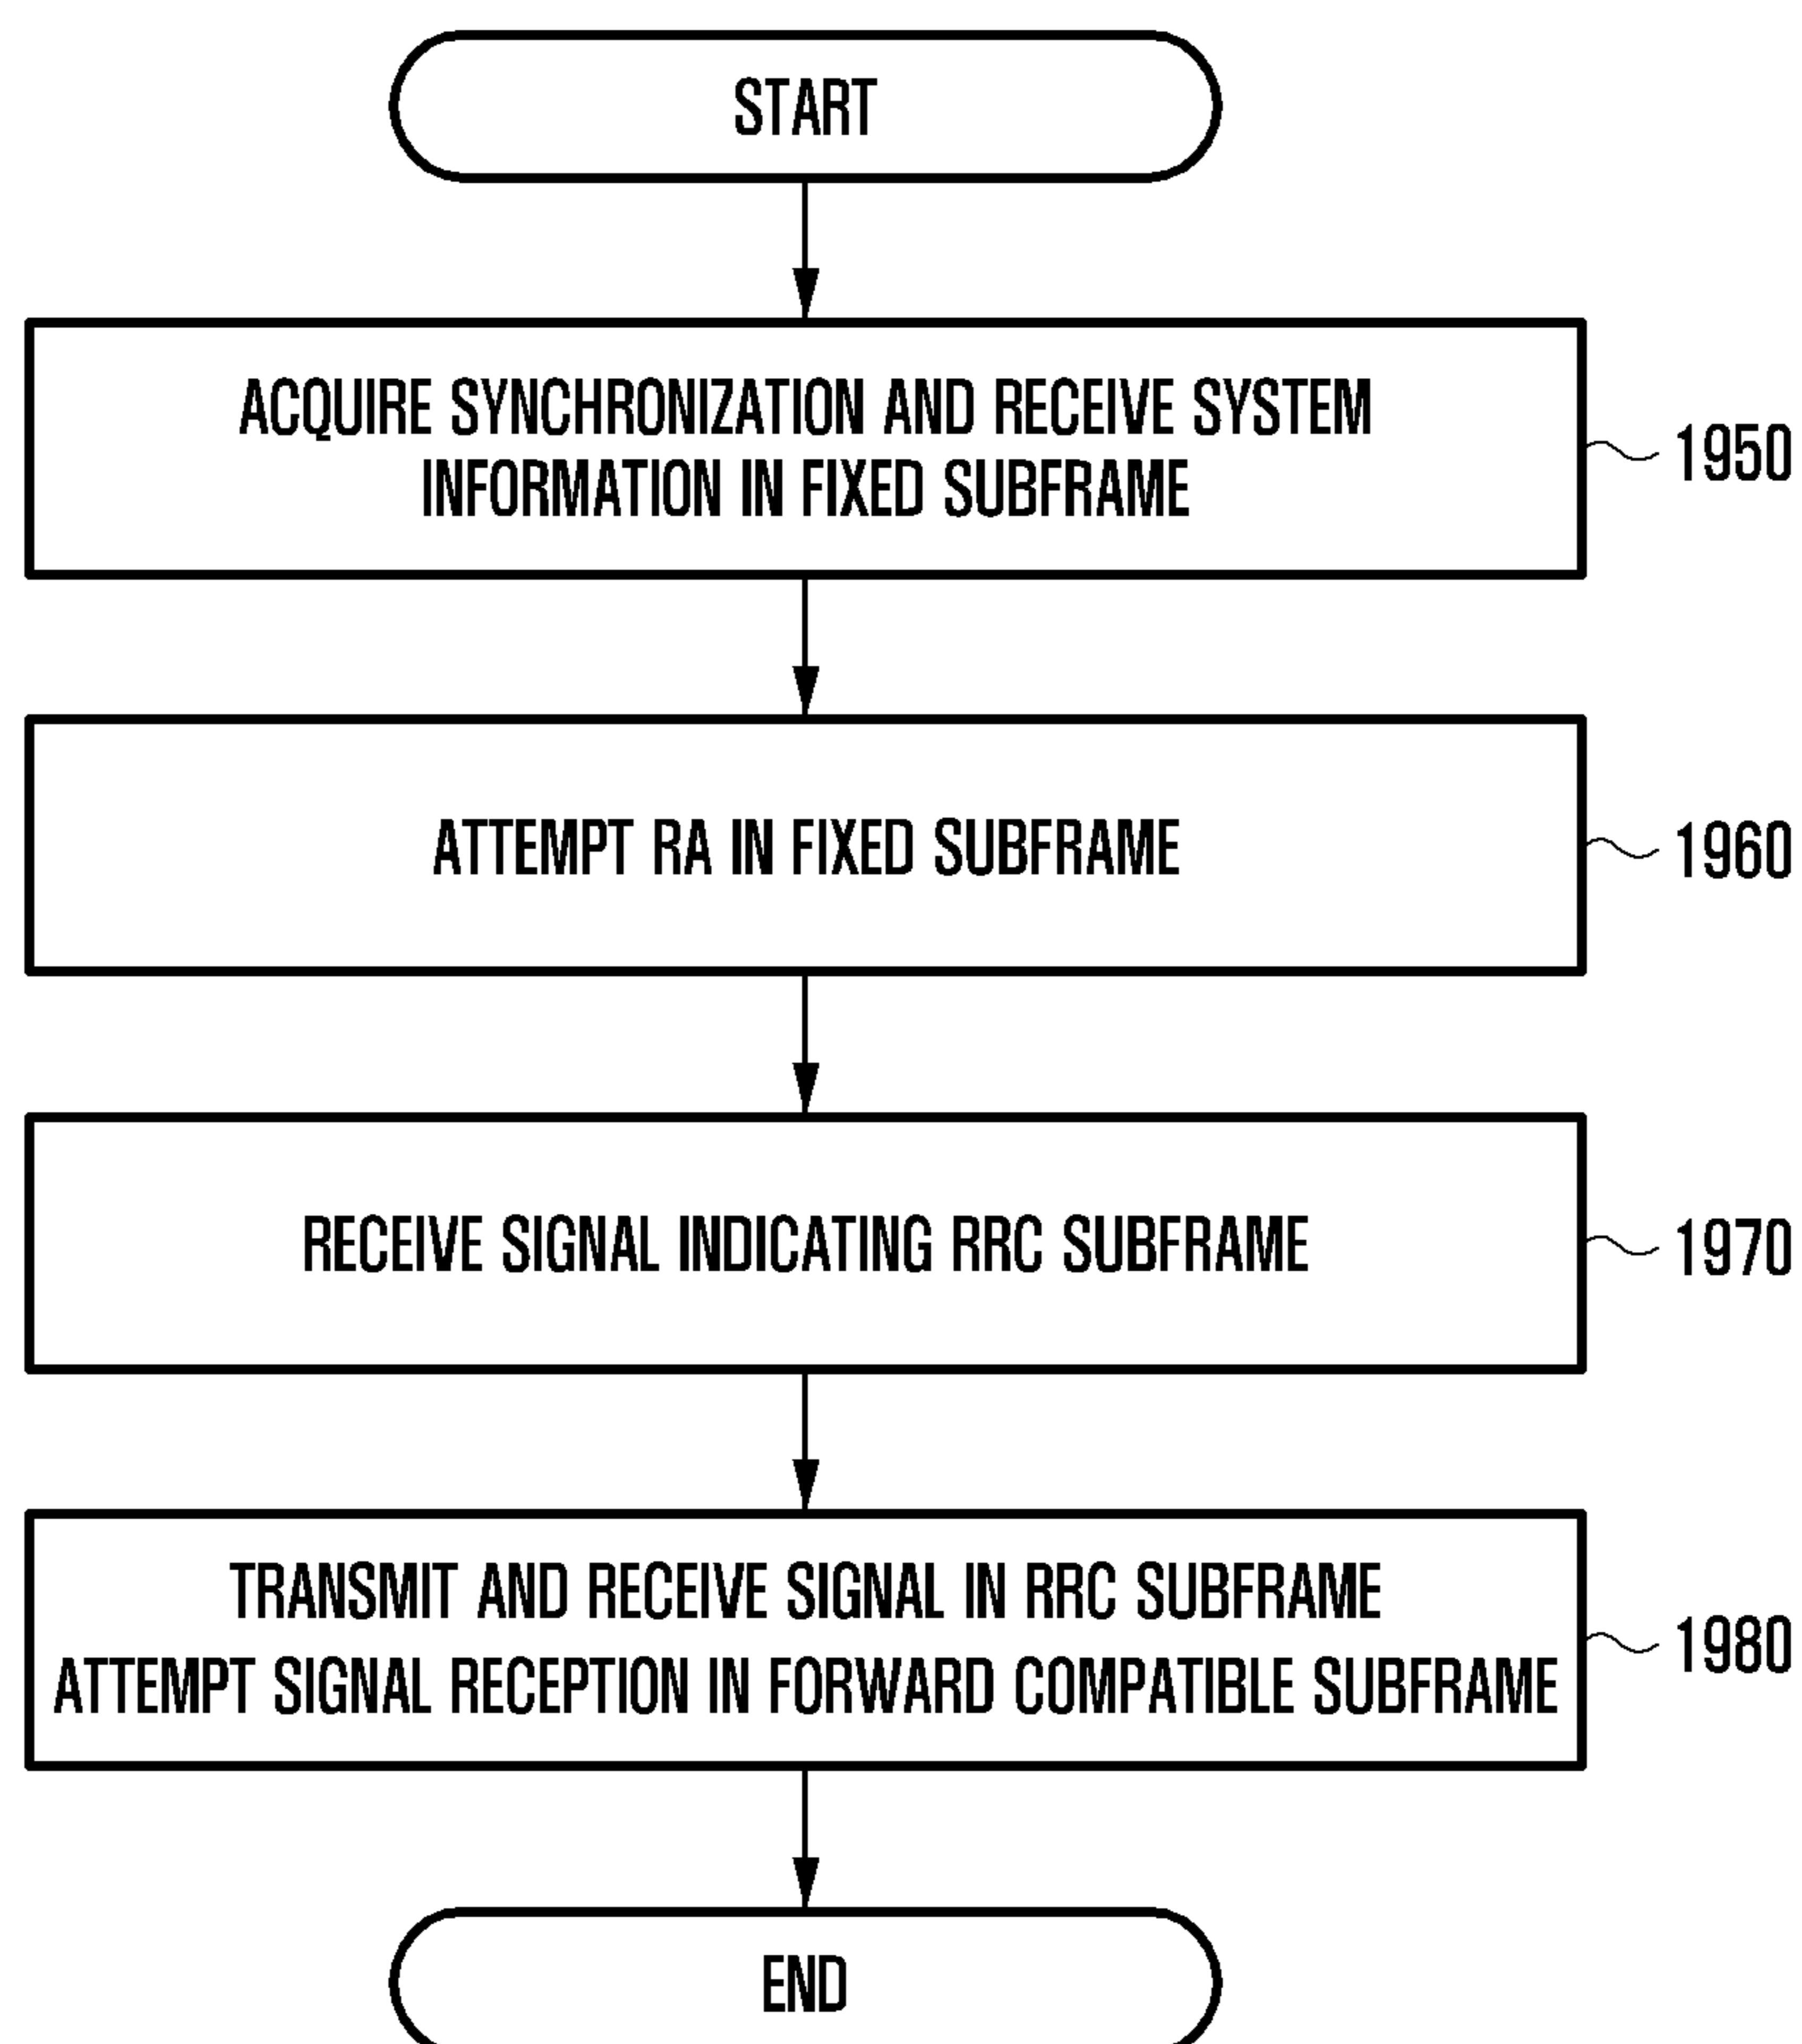 START
ACQUIRE SYNCHRONIZATION AND RECEIVE SYSTEM
INFORMATION IN FIXED SUBFRAME
1950
ATTEMPT RA IN FIXED SUBFRAME
1960
RECEIVE SIGNAL INDICATING RRC SUBFRAME
1970
TRANSMIT AND RECEIVE SIGNAL IN RRC SUBFRAME
ATTEMPT SIGNAL RECEPTION IN FORWARD COMPATIBLE SUBFRAME
1980
END